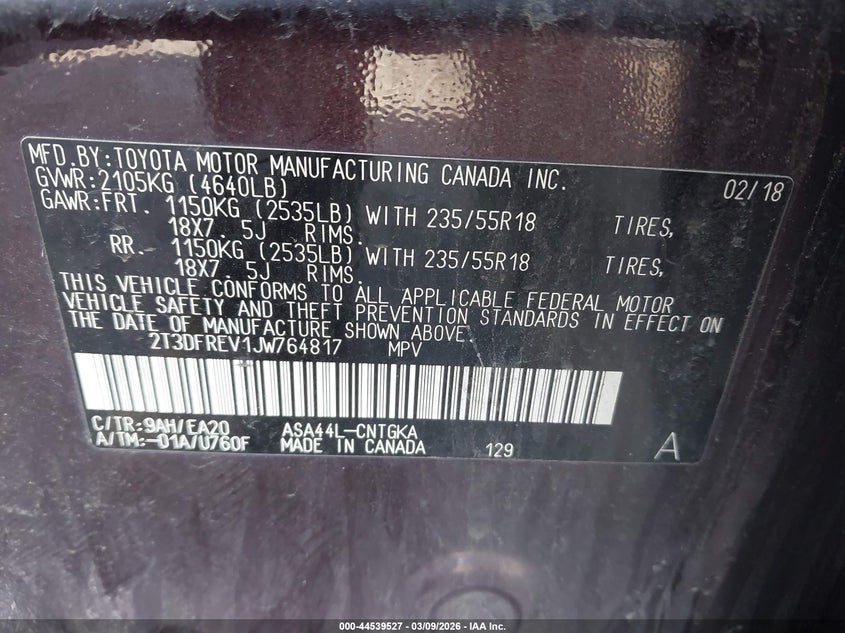 MFD.BY:TOYOTA MOTOR MANUFACTURING CANADA INC. 02/18
GVWR:2105KG (4640LB)
GAWR:FRT. 1150KG (2535LB) WITH 235/55R18 TIRES,
18X7.5J RIMS.
RR. 1150KG (2535LB) WITH 235/55R18 TIRES,
18X7.5J RIMS.
THIS VEHICLE CONFORMS TO ALL APPLICABLE FEDERAL MOTOR
VEHICLE SAFETY AND THEFT PREVENTION STANDARDS IN EFFECT ON
THE DATE OF MANUFACTURE SHOWN ABOVE.
2T3DFREV1JW764817 MPV
C/TR:9AH/EA20 ASA44L-CNTGKA
A/TM:-01A/U760F MADE IN CANADA 129 A
000-44539527 - 03/09/2026 - IAA Inc.